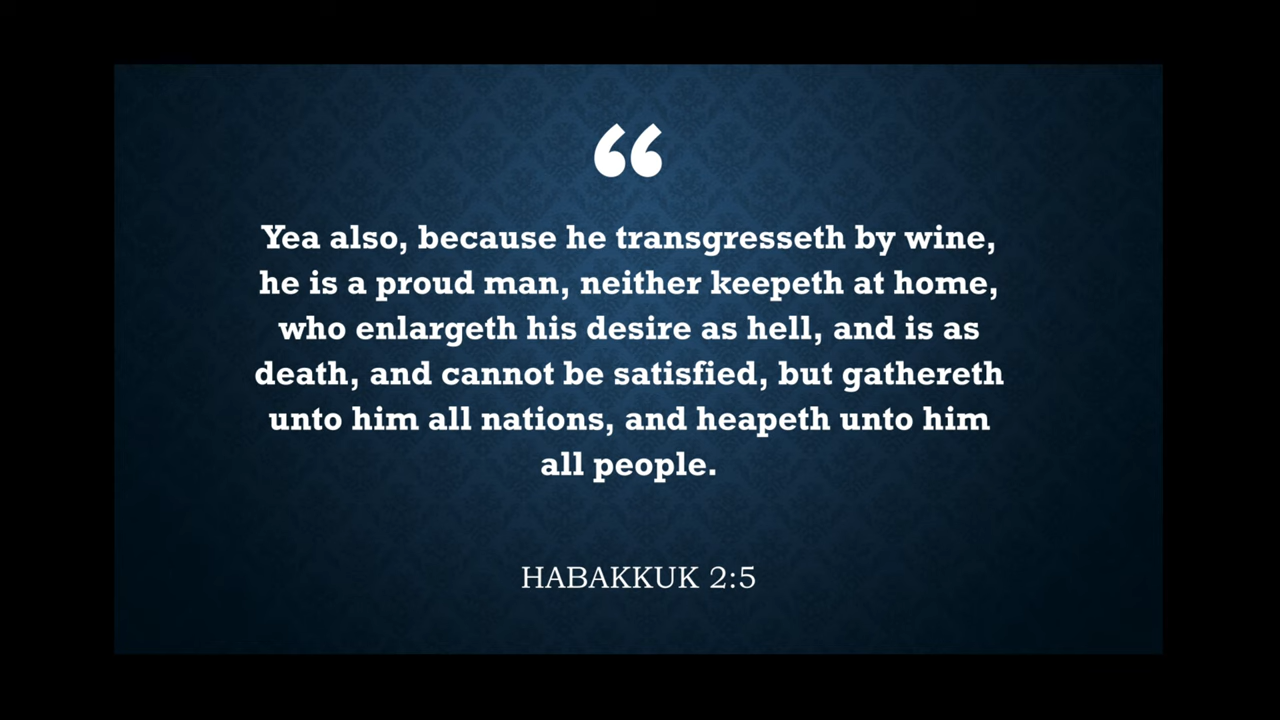 “
Yea also, because he transgresseth by wine,
he is a proud man, neither keepeth at home,
who enlargeth his desire as hell, and is as
death, and cannot be satisfied, but gathereth
unto him all nations, and heapeth unto him
all people.
HABAKKUK 2:5